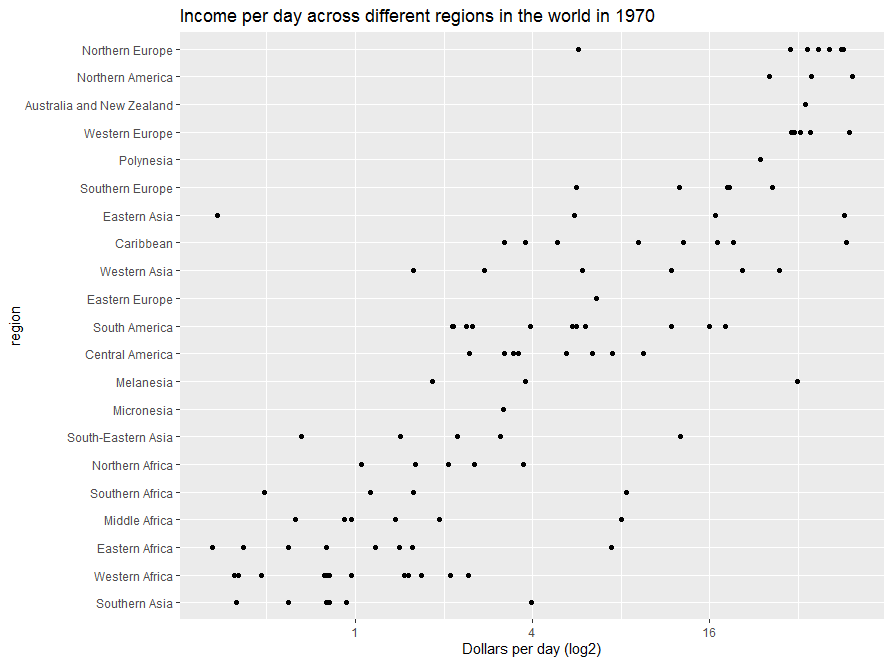 Income per day across different regions in the world in 1970
Northern Europe
Northern America
Australia and New Zealand
Western Europe
Polynesia
Southern Europe
Eastern Asia
Caribbean
Western Asia
Eastern Europe
South America
Central America
Melanesia
Micronesia
South-Eastern Asia
Northern Africa
Southern Africa
Middle Africa
Eastern Africa
Western Africa
Southern Asia
region
1 4 16
Dollars per day (log2)